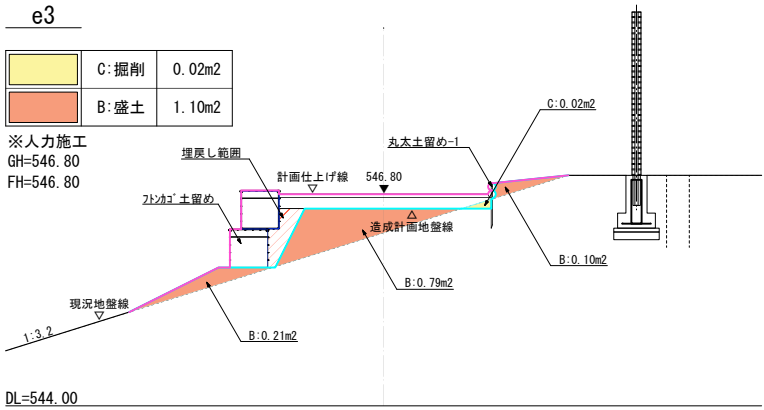 e3
C:掘削 0.02m2
B:盛土 1.10m2
※人力施工
GH=546.80
FH=546.80
C:0.02m2
丸太土留め-1
埋戻し範囲
計画仕上げ線 546.80
フトンカゴ土留め
造成計画地盤線
B:0.10m2
B:0.79m2
現況地盤線
B:0.21m2
1:3.2
DL=544.00